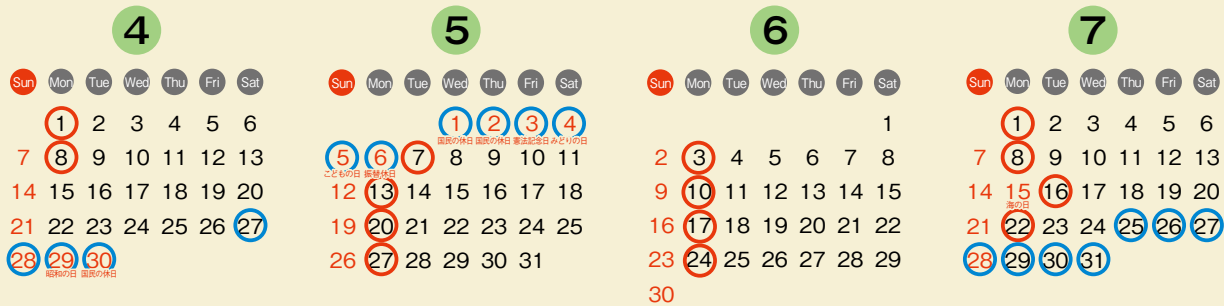 4
Sun Mon Tue Wed Thu Fri Sat
1 2 3 4 5 6
7 8 9 10 11 12 13
14 15 16 17 18 19 20
21 22 23 24 25 26 27
28 29 30
昭和の日 国民の休日
5
Sun Mon Tue Wed Thu Fri Sat
1 2 3 4
国民の休日 国民の休日 憲法記念日 みどりの日
5 6 7 8 9 10 11
こどもの日 振替休日
12 13 14 15 16 17 18
19 20 21 22 23 24 25
26 27 28 29 30 31
6
Sun Mon Tue Wed Thu Fri Sat
1
2 3 4 5 6 7 8
9 10 11 12 13 14 15
16 17 18 19 20 21 22
23 24 25 26 27 28 29
30
7
Sun Mon Tue Wed Thu Fri Sat
1 2 3 4 5 6
7 8 9 10 11 12 13
14 15 16 17 18 19 20
海の日
21 22 23 24 25 26 27
28 29 30 31